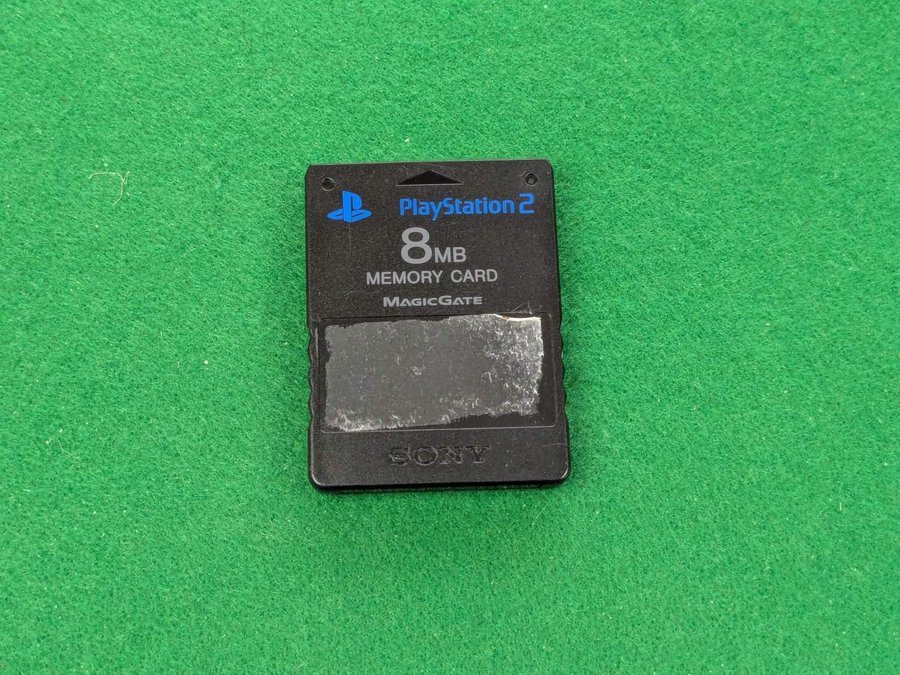 PlayStation 2
8MB
MEMORY CARD
MAGICGATE
SONY